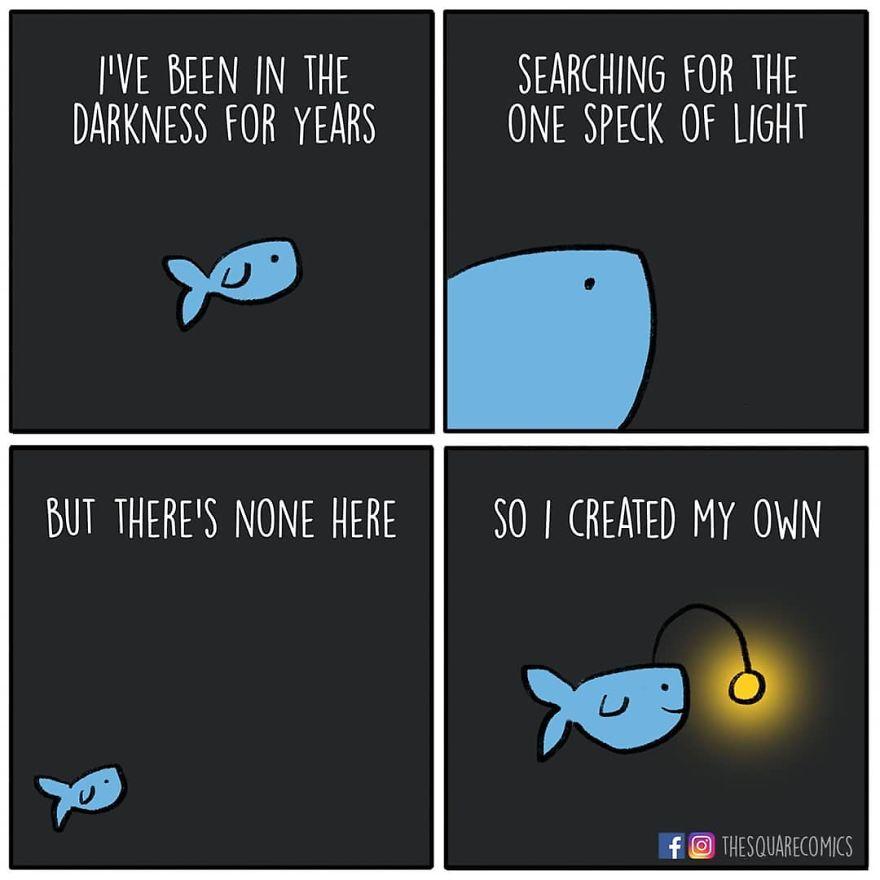 I'VE BEEN IN THE
DARKNESS FOR YEARS
SEARCHING FOR THE
ONE SPECK OF LIGHT
BUT THERE'S NONE HERE
SO I CREATED MY OWN
THESQUARECOMICS